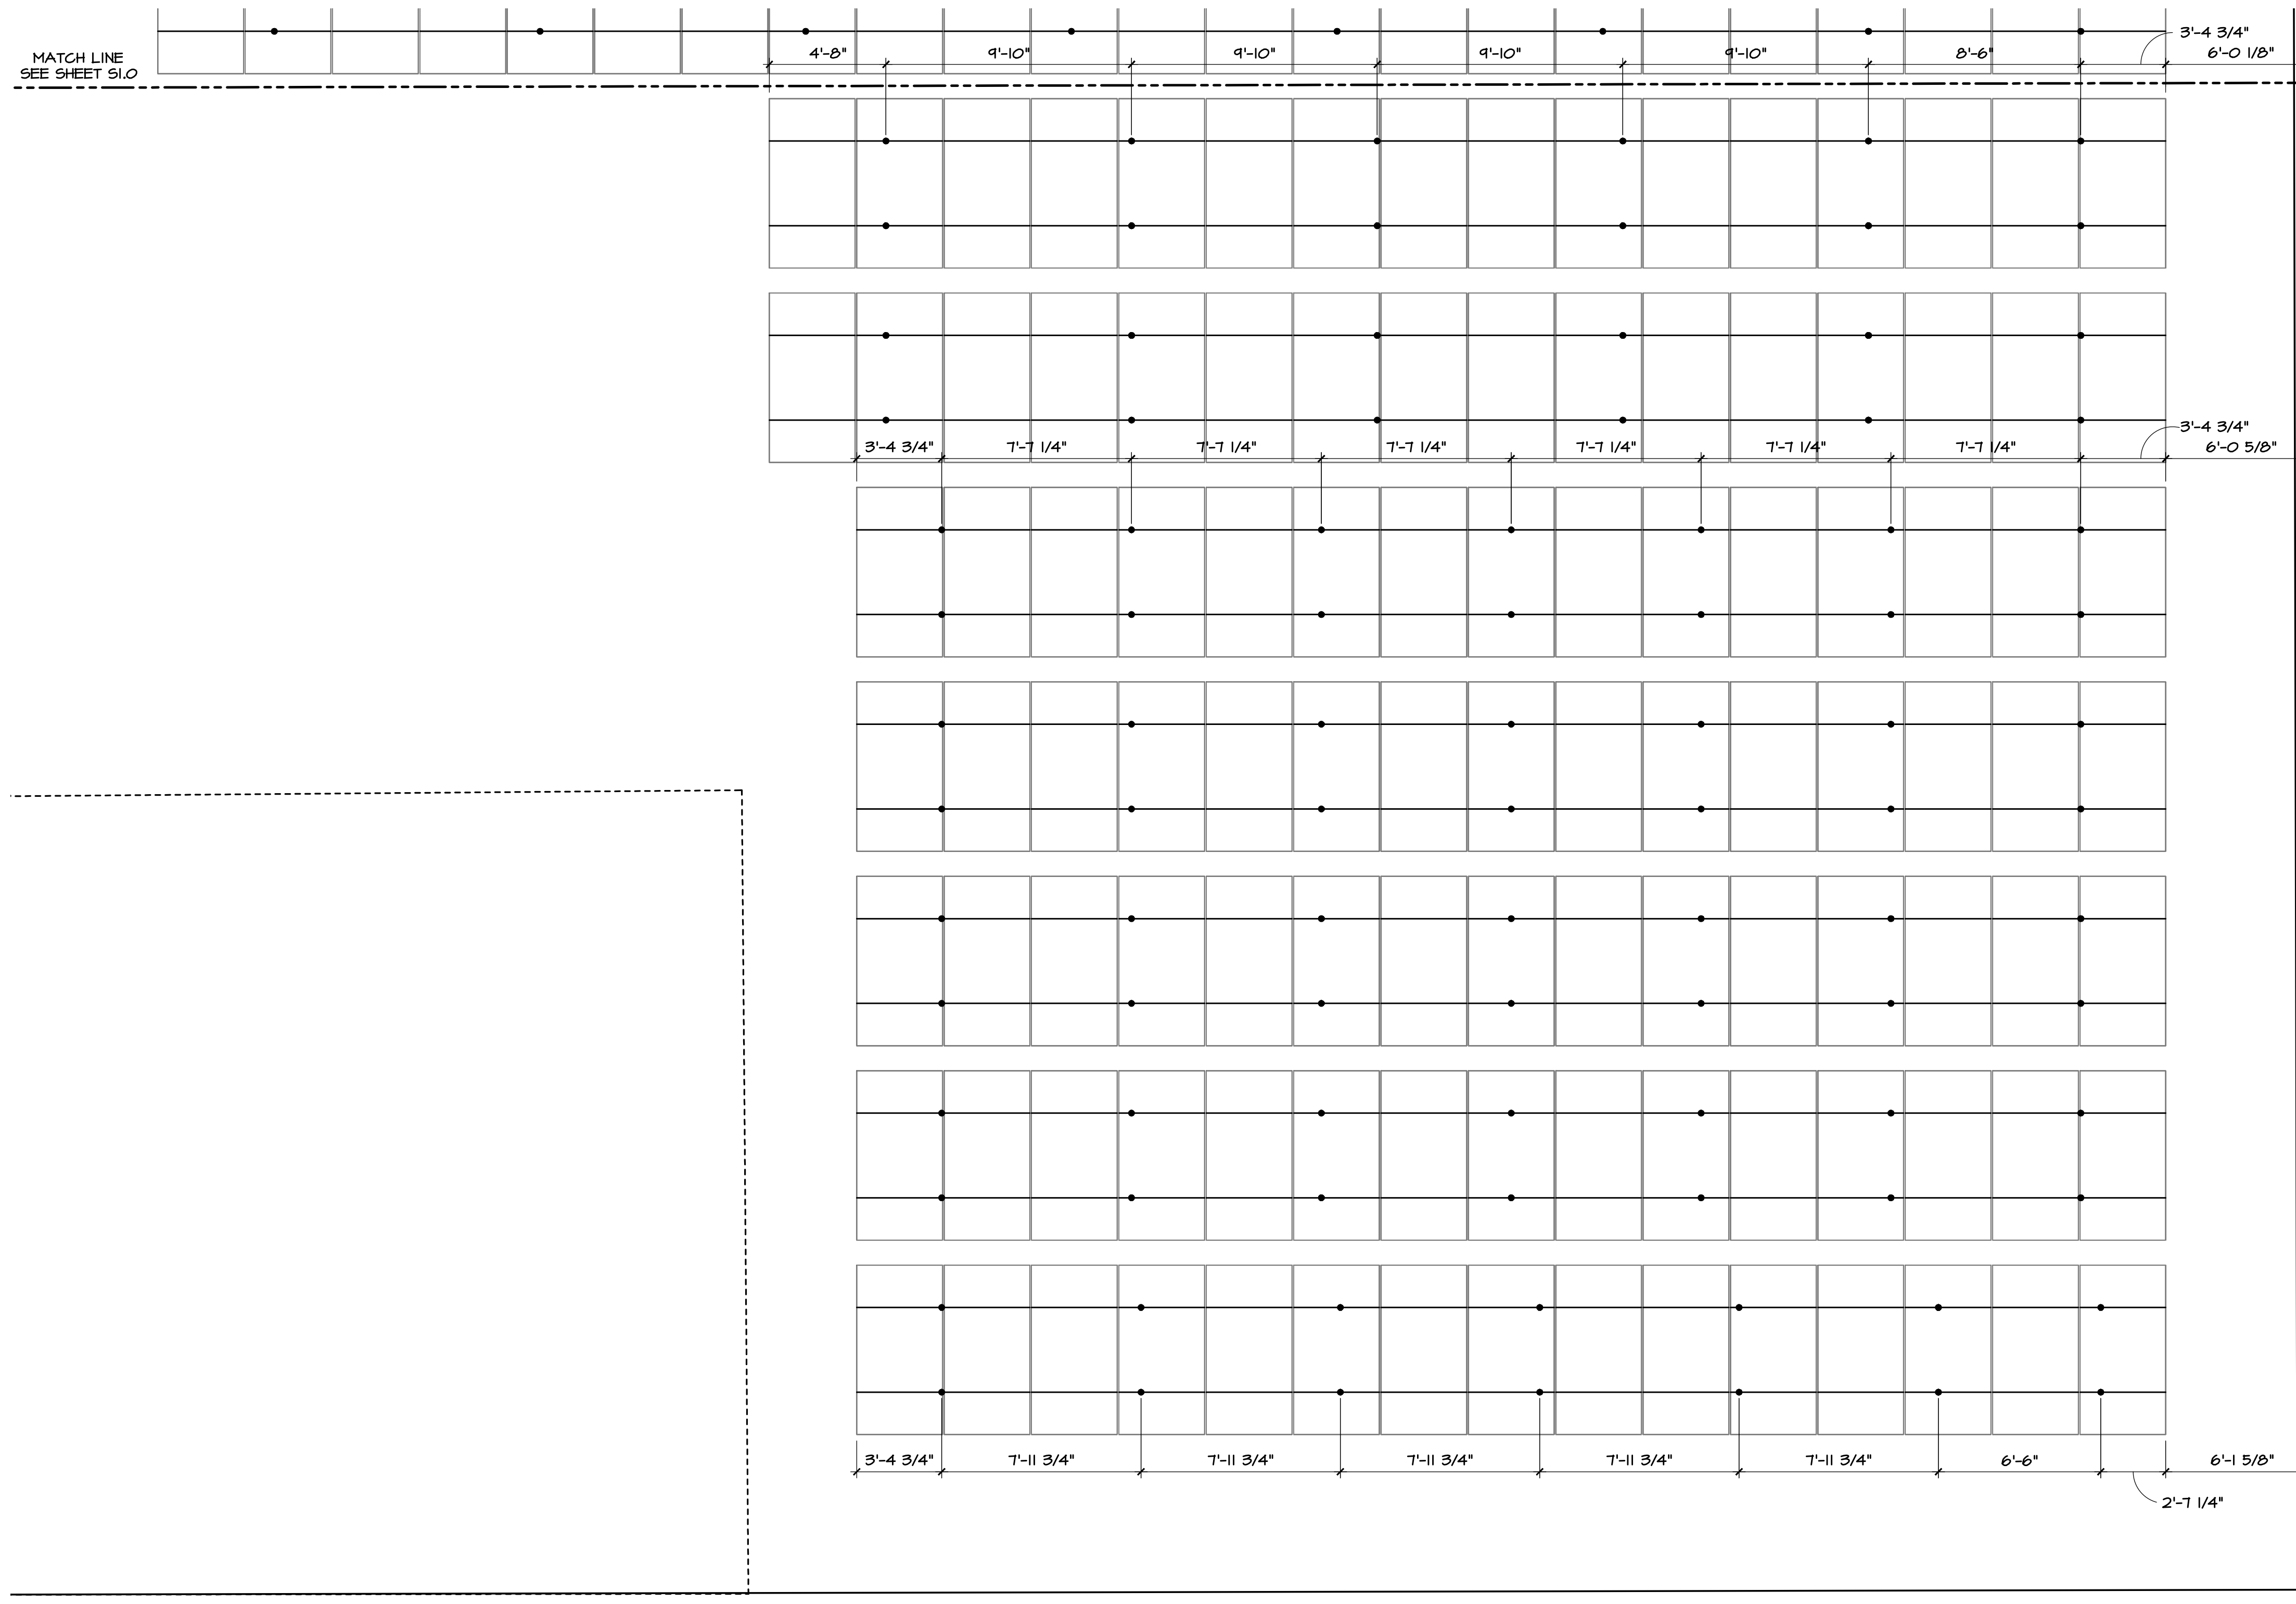 3'-4 3/4"
MATCH LINE
SEE SHEET S1.0
4'-8" 9'-10" 9'-10" 9'-10" 9'-10" 8'-6" 6'-0 1/8"
3'-4 3/4"
3'-4 3/4" 7'-7 1/4" 7'-7 1/4" 7'-7 1/4" 7'-7 1/4" 7'-7 1/4" 7'-7 1/4" 6'-0 5/8"
3'-4 3/4" 7'-11 3/4" 7'-11 3/4" 7'-11 3/4" 7'-11 3/4" 7'-11 3/4" 6'-6" 6'-1 5/8"
2'-7 1/4"